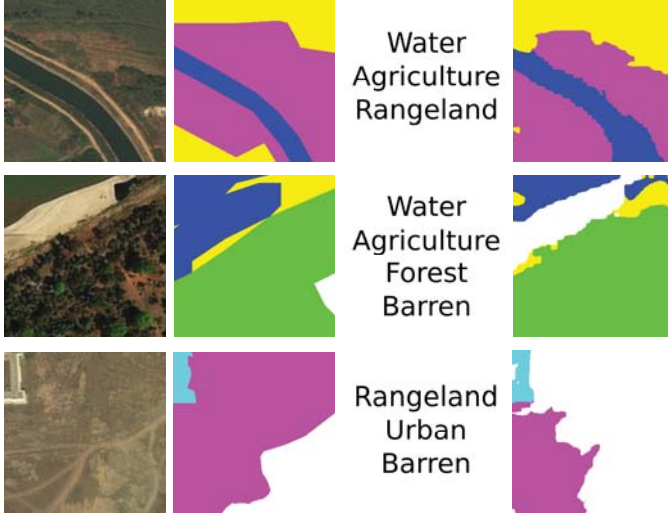 Water
Agriculture
Rangeland
Water
Agriculture
Forest
Barren
Rangeland
Urban
Barren